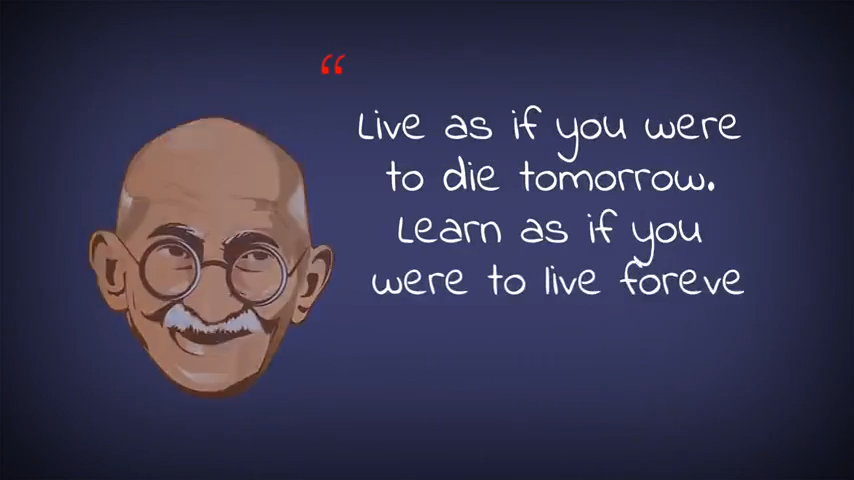 “
Live as if you were
to die tomorrow.
Learn as if you
were to live foreve